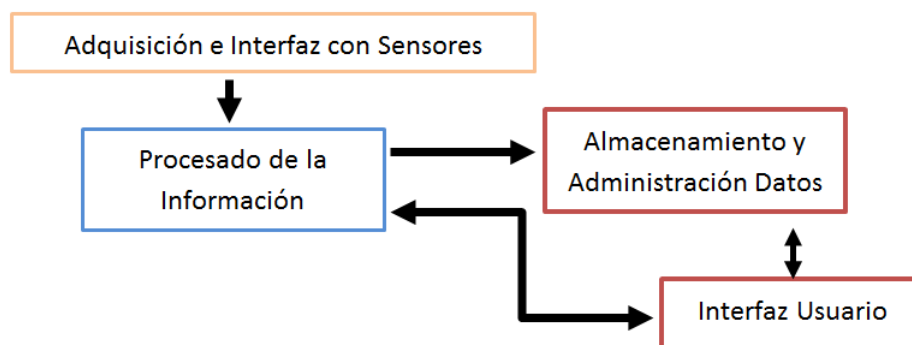 Adquisición e Interfaz con Sensores
Procesado de la
Información
Almacenamiento y
Administración Datos
Interfaz Usuario